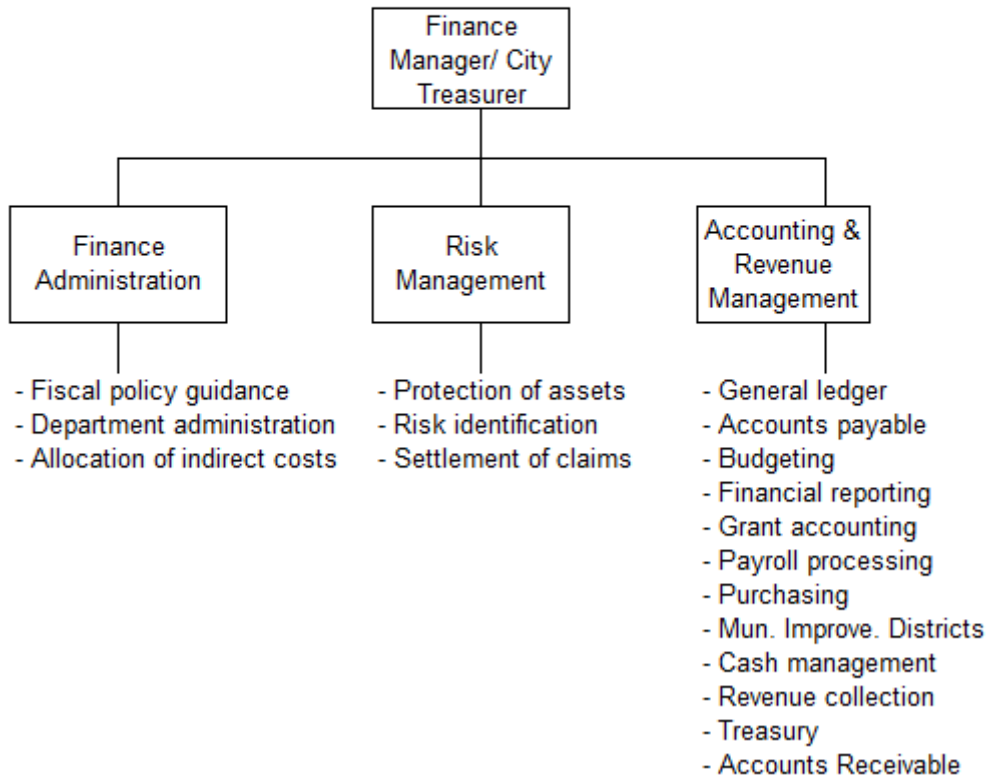 Finance
Manager/ City
Treasurer
Finance
Administration
Risk
Management
Accounting &
Revenue
Management
- Fiscal policy guidance
- Department administration
- Allocation of indirect costs
- Protection of assets
- Risk identification
- Settlement of claims
- General ledger
- Accounts payable
- Budgeting
- Financial reporting
- Grant accounting
- Payroll processing
- Purchasing
- Mun. Improve. Districts
- Cash management
- Revenue collection
- Treasury
- Accounts Receivable